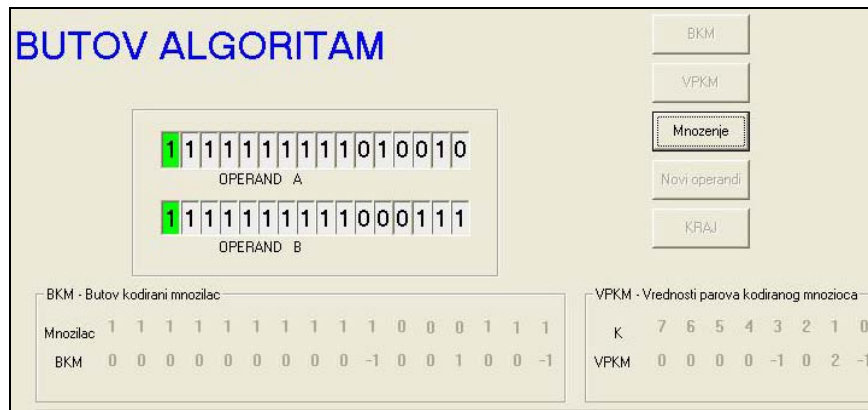 BUTOV ALGORITAM
BKM
VPKM
Mnozenje
Novi operandi
KRAJ
1 1 1 1 1 1 1 1 1 1 0 1 0 0 1 0
OPERAND A
1 1 1 1 1 1 1 1 1 1 0 0 0 1 1 1
OPERAND B
BKM - Butov kodirani mnozilac
Mnozilac 1 1 1 1 1 1 1 1 1 1 0 0 0 1 1 1
BKM 0 0 0 0 0 0 0 0 0 -1 0 0 1 0 0 -1
VPKM - Vrednosti parova kodiranog mnozioca
K 7 6 5 4 3 2 1 0
VPKM 0 0 0 0 -1 0 2 -1